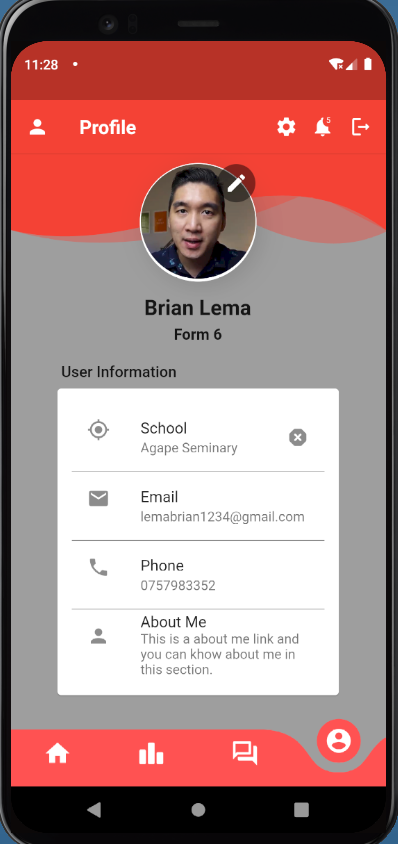 11:28
Profile
5
Brian Lema
Form 6
User Information
School
Agape Seminary
Email
lemabrian1234@gmail.com
Phone
0757983352
About Me
This is a about me link and
you can khow about me in
this section.